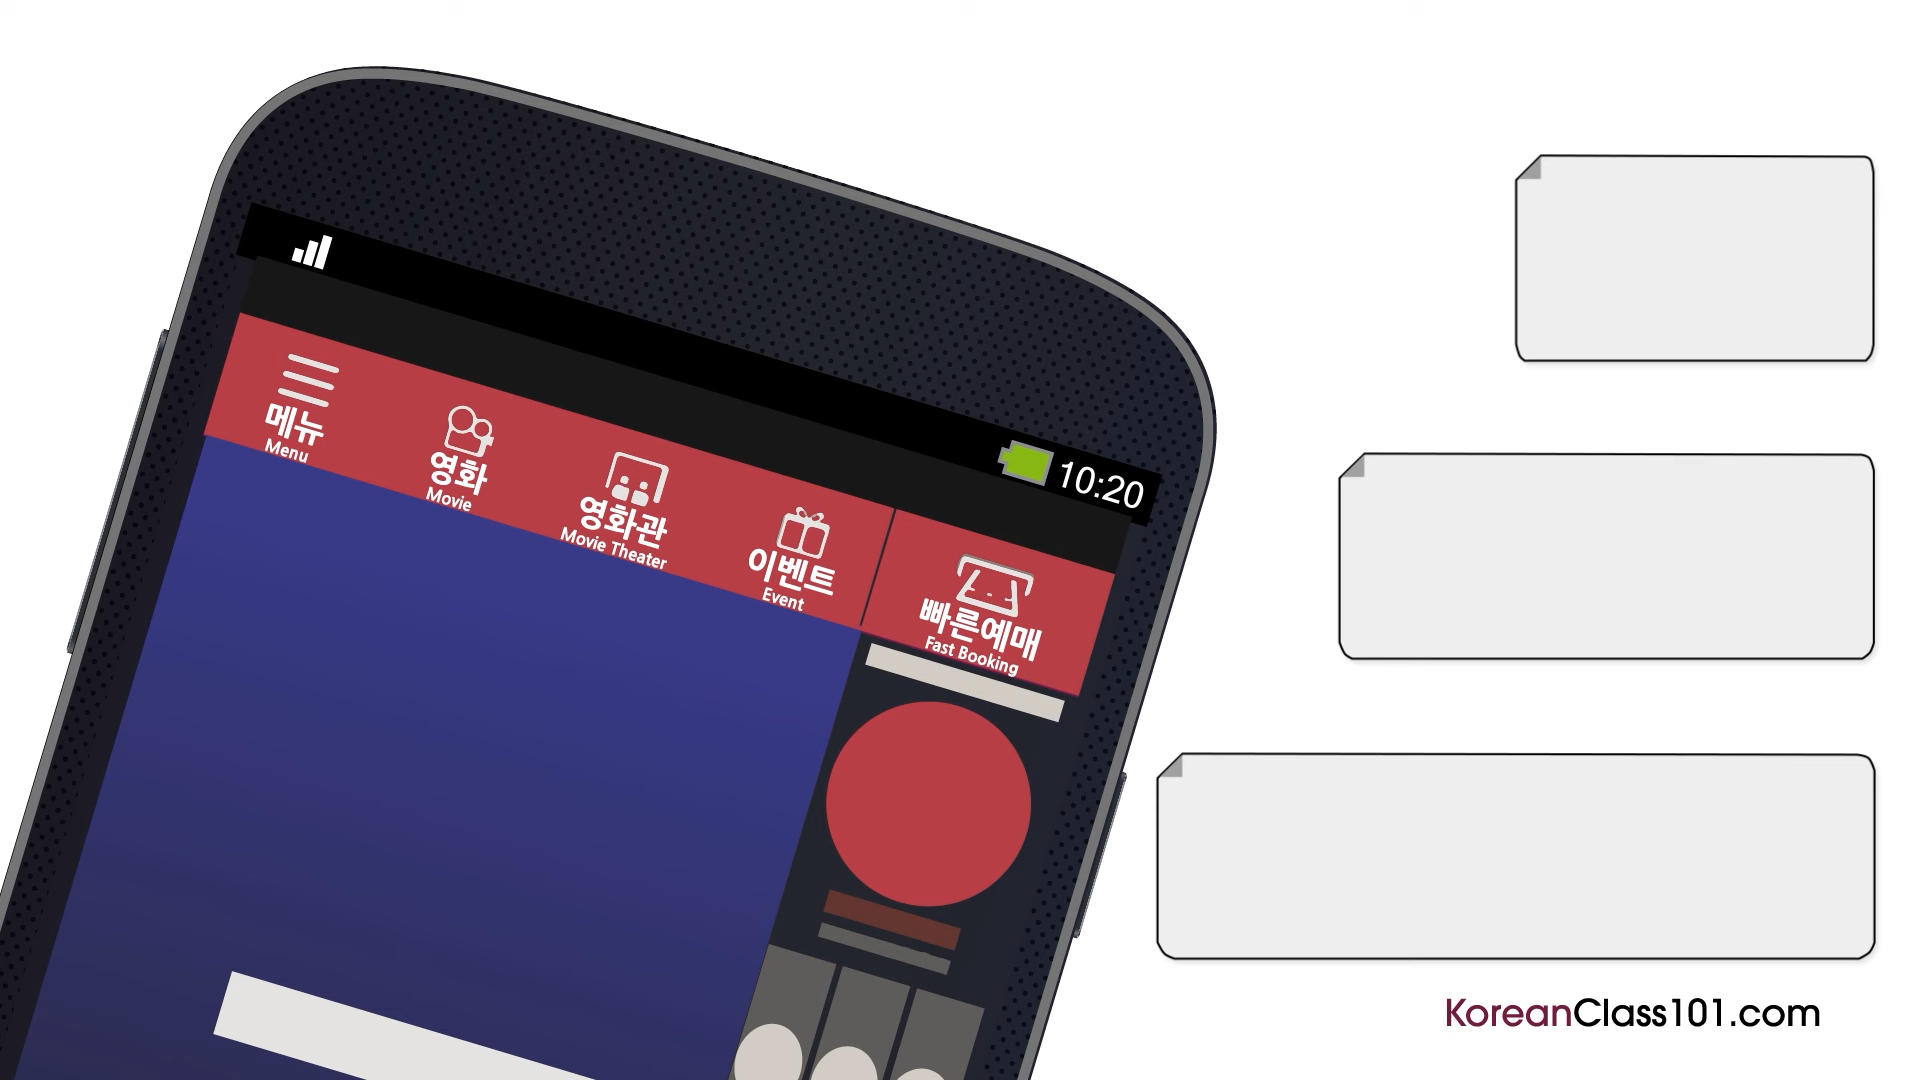 10:20
메뉴
Menu
영화
Movie
영화관
Movie Theater
이벤트
Event
빠른예매
Fast Booking
KoreanClass101.com